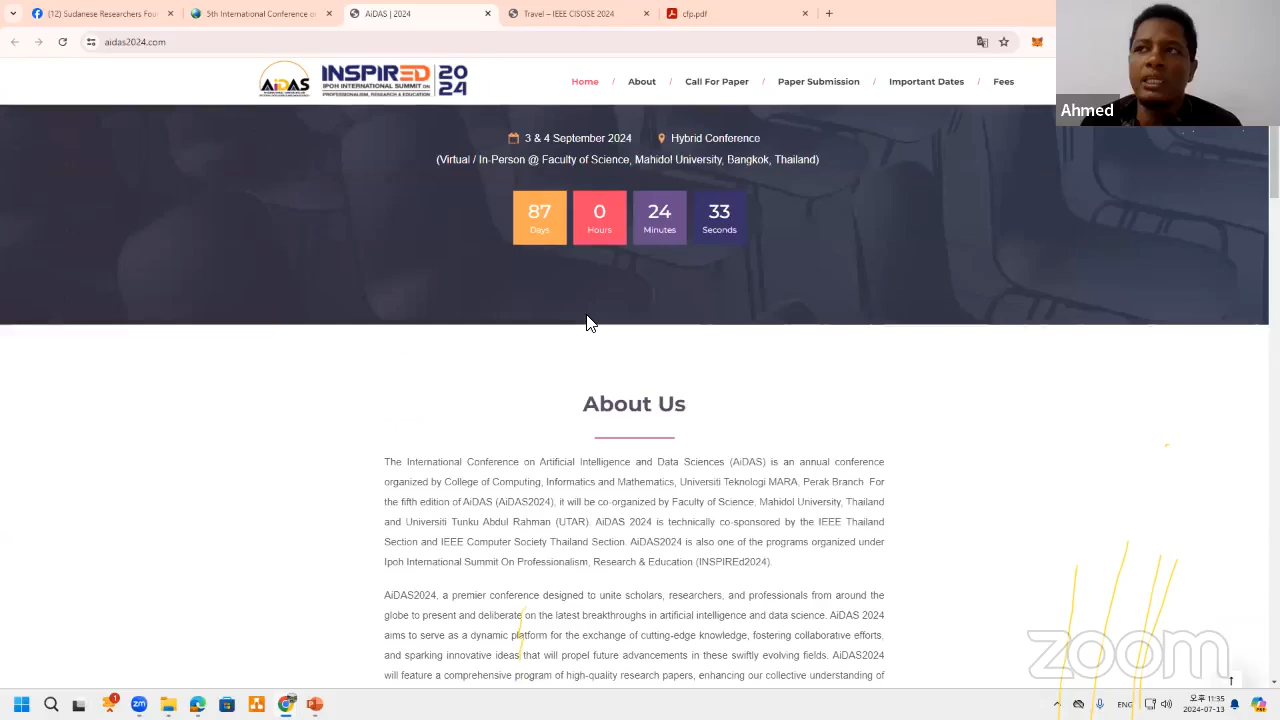 (12) Facebook
5th International Conference on
AiDAS | 2024
Travel – IEEE CISOSE 2024
cfp.pdf
aidas2024.com
AiDAS
INSPIRED
IPOH INTERNATIONAL SUMMIT ON
PROFESSIONALISM, RESEARCH & EDUCATION
20
24
Home / About / Call For Paper / Paper Submission / Important Dates Fees
Ahmed
3 & 4 September 2024 Hybrid Conference
(Virtual / In-Person @ Faculty of Science, Mahidol University, Bangkok, Thailand)
87 0 24 33
Days Hours Minutes Seconds
About Us
The International Conference on Artificial Intelligence and Data Sciences (AiDAS) is an annual conference
organized by College of Computing, Informatics and Mathematics, Universiti Teknologi MARA, Perak Branch. For
the fifth edition of AiDAS (AiDAS2024), it will be co-organized by Faculty of Science, Mahidol University, Thailand
and Universiti Tunku Abdul Rahman (UTAR). AiDAS 2024 is technically co-sponsored by the IEEE Thailand
Section and IEEE Computer Society Thailand Section. AiDAS2024 is also one of the programs organized under
Ipoh International Summit On Professionalism, Research & Education (INSPIREd2024).
AiDAS2024, a premier conference designed to unite scholars, researchers, and professionals from around the
globe to present and deliberate on the latest breakthroughs in artificial intelligence and data science. AiDAS 2024
aims to serve as a dynamic platform for the exchange of cutting-edge knowledge, fostering collaborative efforts,
and sparking innovative ideas that will propel future advancements in these swiftly evolving fields. AiDAS2024
will feature a comprehensive program of high-quality research papers, enhancing our collective understanding of
zoom
1
zm
ENG
오후 11:35
2024-07-13